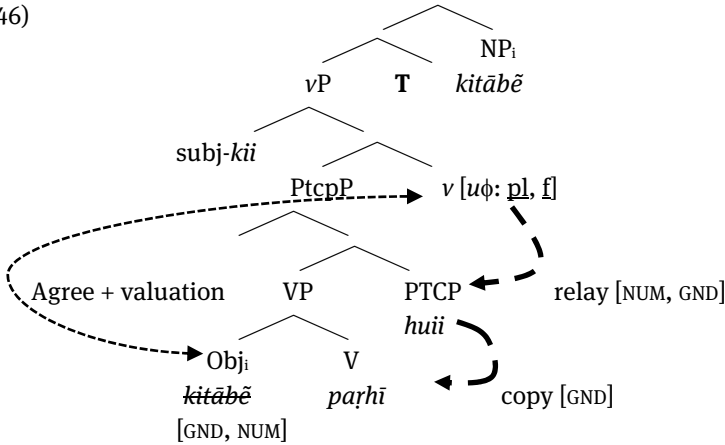 46)
NPi
vP T kitābẽ
subj-kii
PtcpP v [uϕ: pl, f]
Agree + valuation VP PTCP relay [NUM, GND]
huii
Obji V copy [GND]
kitābẽ paṛhī
[GND, NUM]